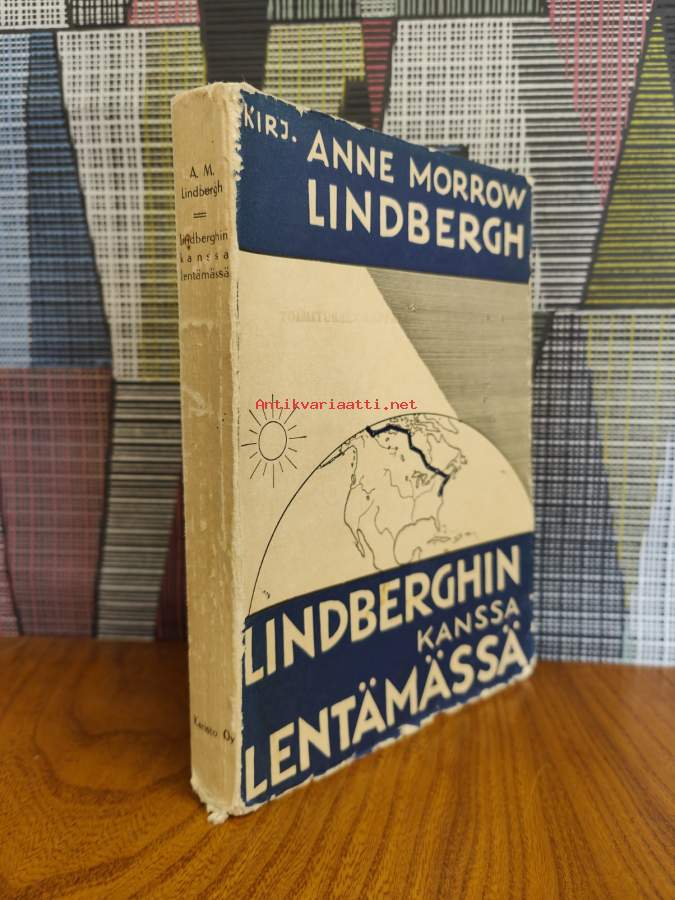 KIRJ. ANNE MORROW
LINDBERGH
LINDBERGHIN
KANSSA
LENTÄMÄSSÄ
A. M.
Lindbergh
Lindberghin
kanssa
lentämässä
Karisto Oy
Antikvariaatti.net